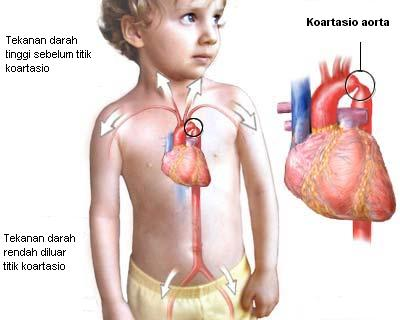 Tekanan darah
tinggi sebelum titik
koartasio
Koartasio aorta
Tekanan darah
rendah diluar
titik koartasio